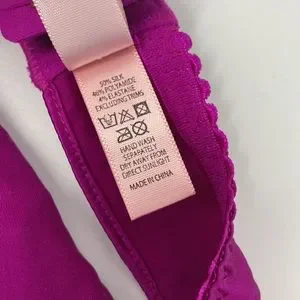 50% SILK
46% POLYAMIDE
4% ELASTANE
EXCLUDING TRIMS
HAND WASH
SEPARATELY
DRY AWAY FROM
DIRECT SUNLIGHT
MADE IN CHINA